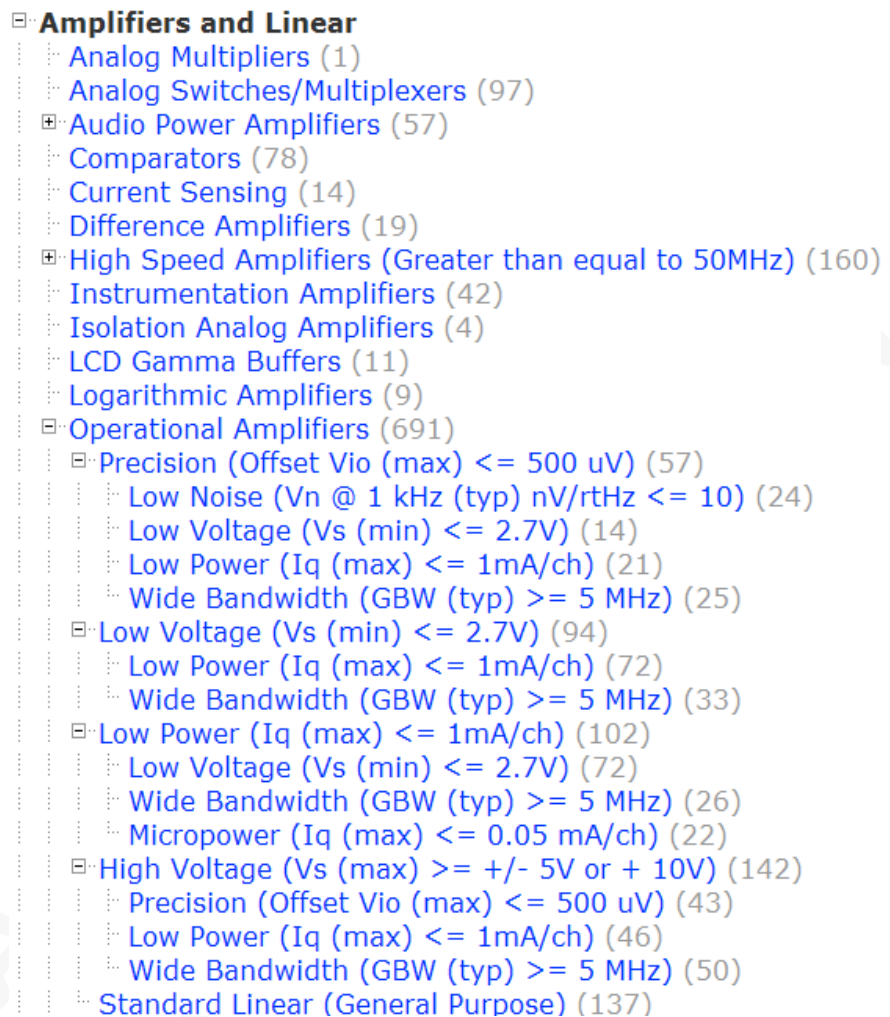 Amplifiers and Linear
Analog Multipliers (1)
Analog Switches/Multiplexers (97)
Audio Power Amplifiers (57)
Comparators (78)
Current Sensing (14)
Difference Amplifiers (19)
High Speed Amplifiers (Greater than equal to 50MHz) (160)
Instrumentation Amplifiers (42)
Isolation Analog Amplifiers (4)
LCD Gamma Buffers (11)
Logarithmic Amplifiers (9)
Operational Amplifiers (691)
Precision (Offset Vio (max) <= 500 uV) (57)
Low Noise (Vn @ 1 kHz (typ) nV/rtHz <= 10) (24)
Low Voltage (Vs (min) <= 2.7V) (14)
Low Power (Iq (max) <= 1mA/ch) (21)
Wide Bandwidth (GBW (typ) >= 5 MHz) (25)
Low Voltage (Vs (min) <= 2.7V) (94)
Low Power (Iq (max) <= 1mA/ch) (72)
Wide Bandwidth (GBW (typ) >= 5 MHz) (33)
Low Power (Iq (max) <= 1mA/ch) (102)
Low Voltage (Vs (min) <= 2.7V) (72)
Wide Bandwidth (GBW (typ) >= 5 MHz) (26)
Micropower (Iq (max) <= 0.05 mA/ch) (22)
High Voltage (Vs (max) >= +/- 5V or + 10V) (142)
Precision (Offset Vio (max) <= 500 uV) (43)
Low Power (Iq (max) <= 1mA/ch) (46)
Wide Bandwidth (GBW (typ) >= 5 MHz) (50)
Standard Linear (General Purpose) (137)